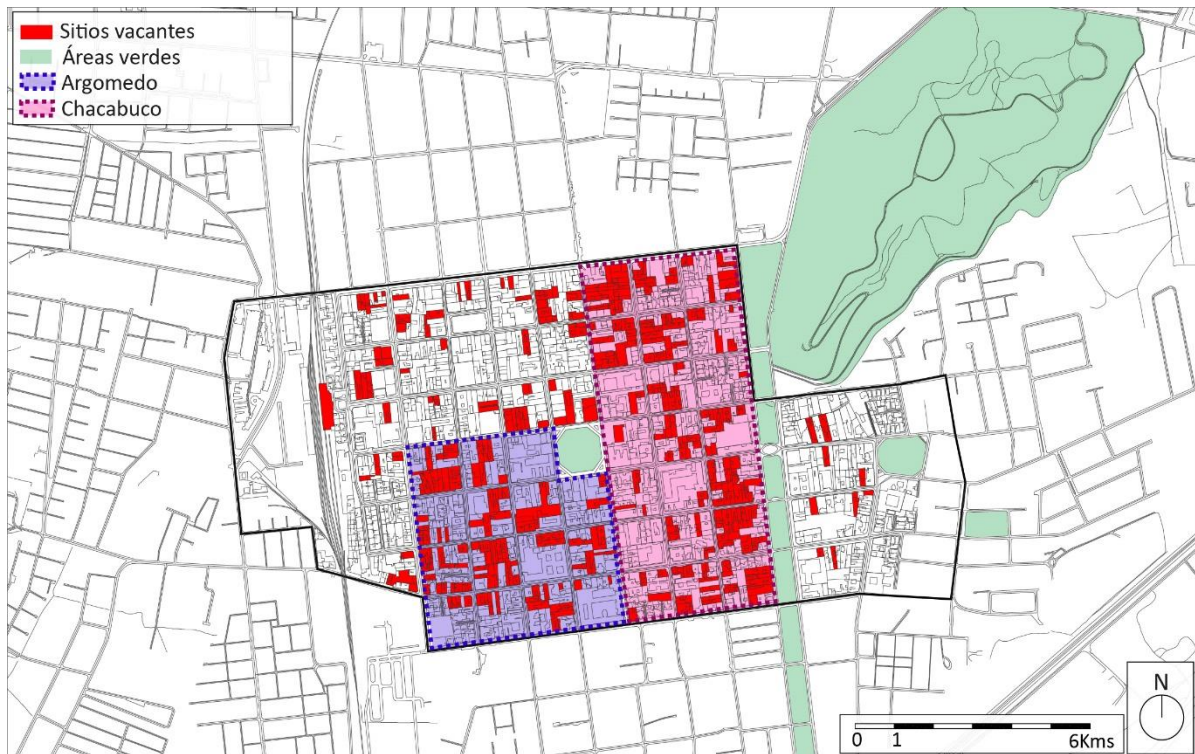 Sitios vacantes
Áreas verdes
Argomedo
Chacabuco
N
0 1 6Kms